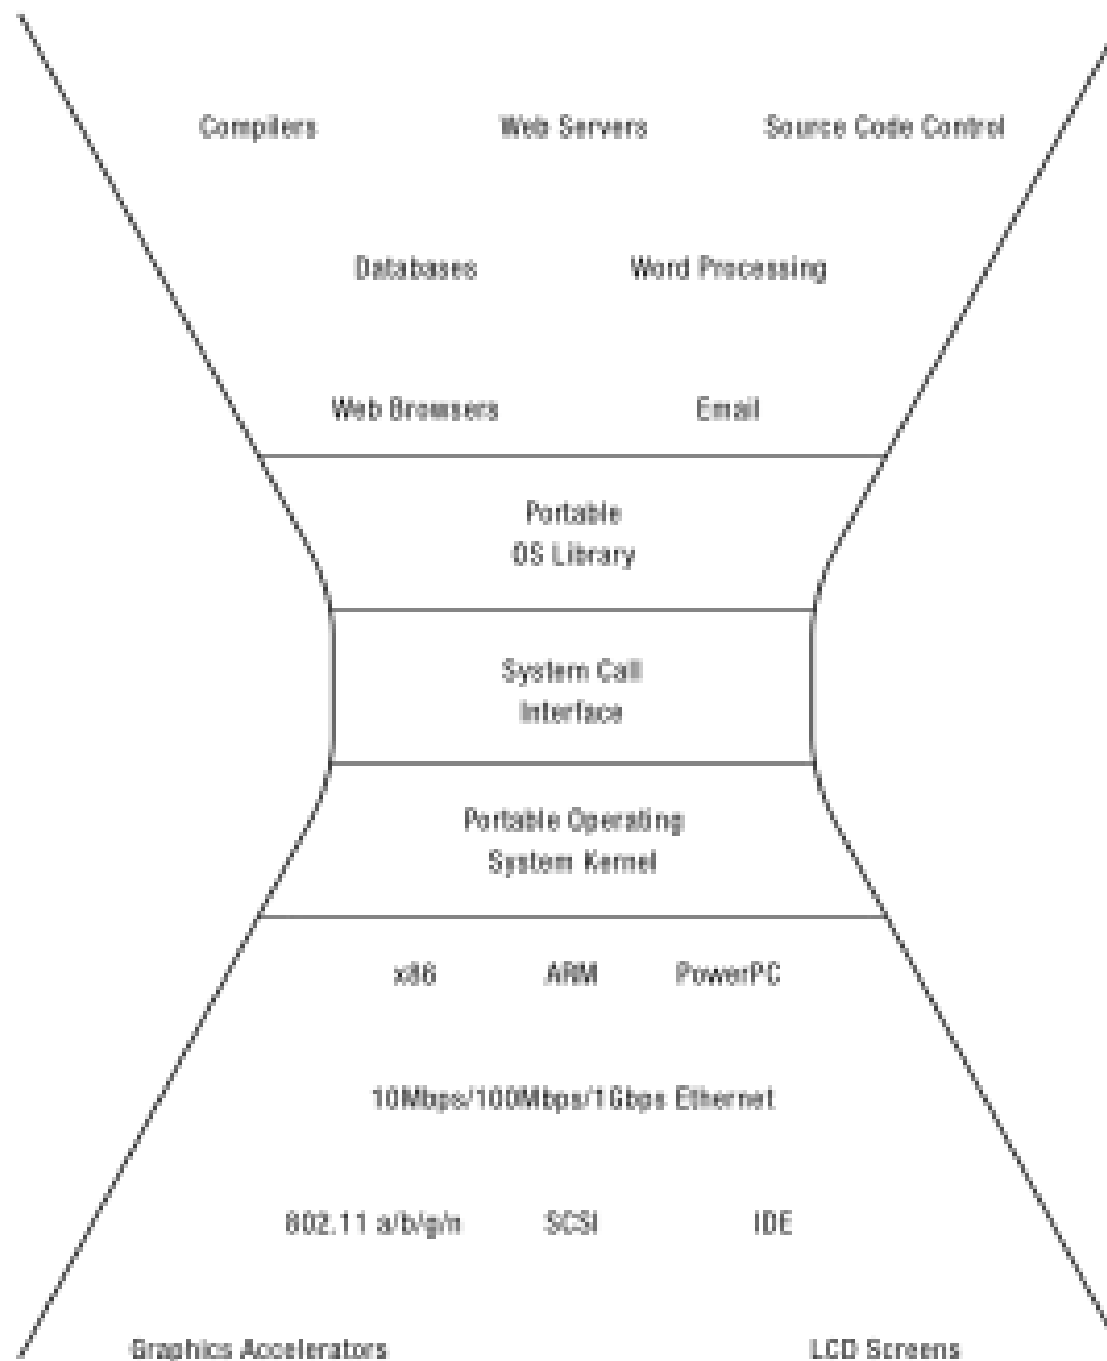 Compilers Web Servers Source Code Control
Databases Word Processing
Web Browsers Email
Portable
OS Library
System Call
Interface
Portable Operating
System Kernel
x86 ARM PowerPC
10Mbps/100Mbps/1Gbps Ethernet
802.11 a/b/g/n SCSI IDE
Graphics Accelerators LCD Screens